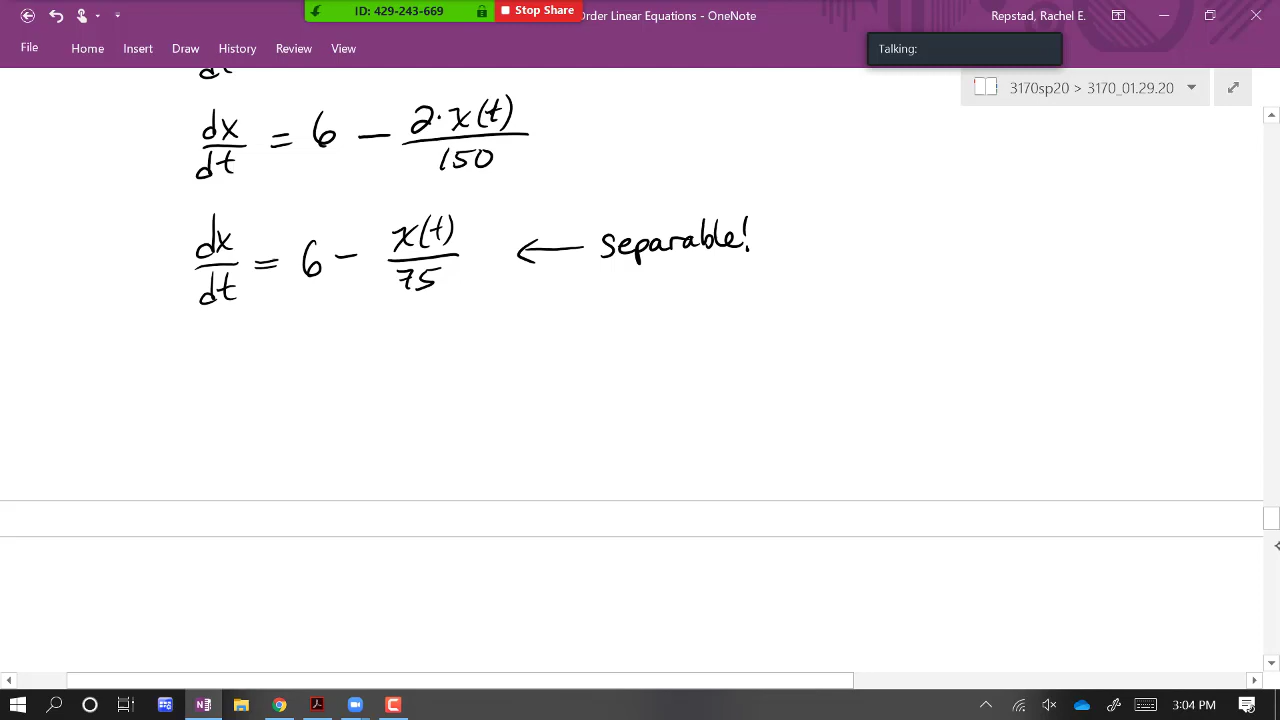 ID: 429-243-669 Stop Share
Order Linear Equations - OneNote
Repstad, Rachel E.
File Home Insert Draw History Review View
Talking:
3170sp20 > 3170_01.29.20
dt
dx/dt = 6 - 2·x(t)/150
dx/dt = 6 - x(t)/75 ← separable!
3:04 PM